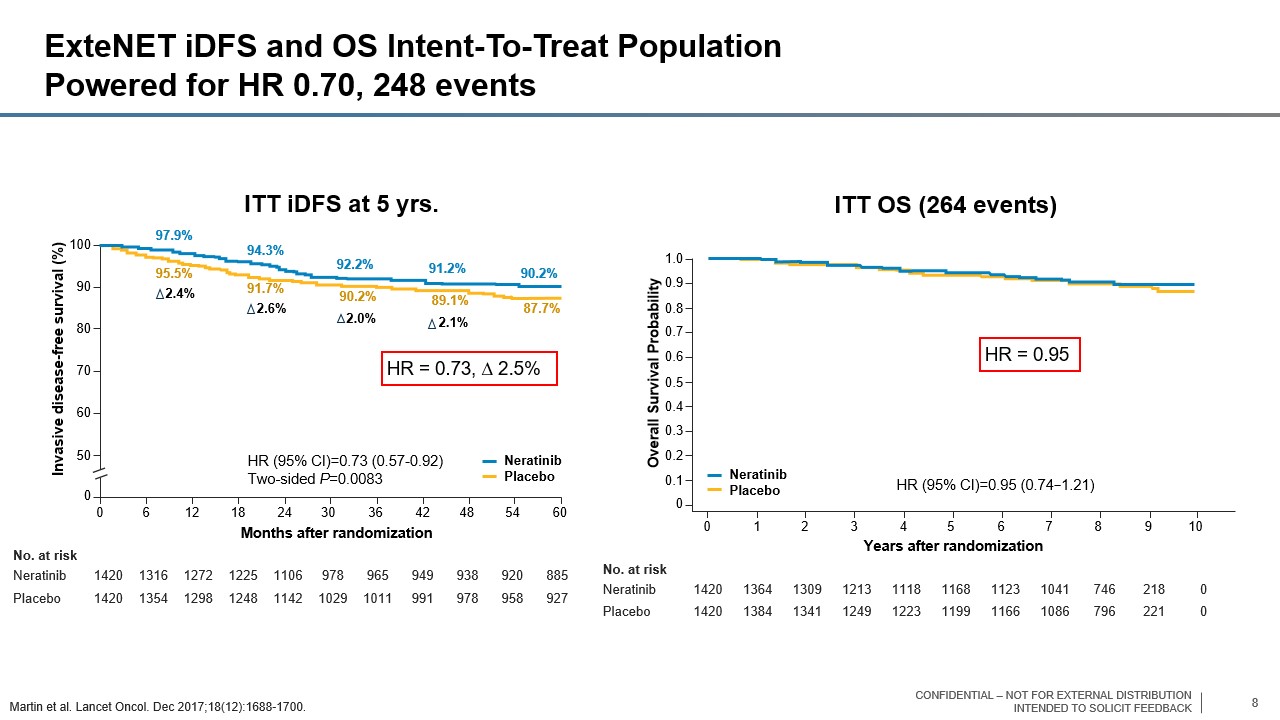 ExteNET iDFS and OS Intent-To-Treat Population
Powered for HR 0.70, 248 events
ITT iDFS at 5 yrs.
Invasive disease-free survival (%)
100
90
80
70
60
50
0
97.9%
94.3%
92.2%
91.2%
90.2%
95.5%
91.7%
90.2%
89.1%
87.7%
Δ2.4%
Δ2.6%
Δ2.0%
Δ2.1%
HR = 0.73, Δ 2.5%
HR (95% CI)=0.73 (0.57-0.92)
Two-sided P=0.0083
Neratinib
Placebo
0 6 12 18 24 30 36 42 48 54 60
Months after randomization
No. at risk
Neratinib 1420 1316 1272 1225 1106 978 965 949 938 920 885
Placebo 1420 1354 1298 1248 1142 1029 1011 991 978 958 927
ITT OS (264 events)
Overall Survival Probability
1.0
0.9
0.8
0.7
0.6
0.5
0.4
0.3
0.2
0.1
0
HR = 0.95
Neratinib
Placebo
HR (95% CI)=0.95 (0.74–1.21)
0 1 2 3 4 5 6 7 8 9 10
Years after randomization
No. at risk
Neratinib 1420 1364 1309 1213 1118 1168 1123 1041 746 218 0
Placebo 1420 1384 1341 1249 1223 1199 1166 1086 796 221 0
Martin et al. Lancet Oncol. Dec 2017;18(12):1688-1700.
CONFIDENTIAL – NOT FOR EXTERNAL DISTRIBUTION
INTENDED TO SOLICIT FEEDBACK
8